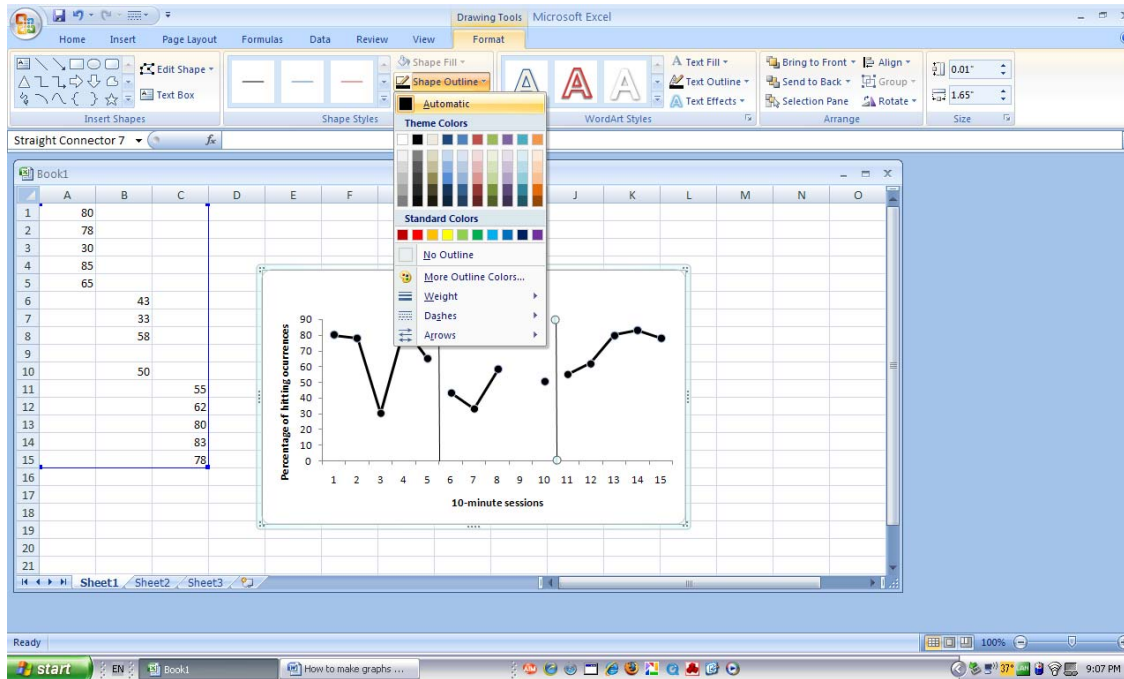 Drawing Tools Microsoft Excel
Home Insert Page Layout Formulas Data Review View Format
Edit Shape
Text Box
Shape Fill
Shape Outline
Text Fill
Text Outline
Text Effects
Bring to Front
Send to Back
Selection Pane
Align
Group
Rotate
0.01"
1.65"
Insert Shapes Shape Styles WordArt Styles Arrange Size
Automatic
Theme Colors
Standard Colors
No Outline
More Outline Colors...
Weight
Dashes
Arrows
Straight Connector 7 fx
Book1
A B C D E F J K L M N O
1 80
2 78
3 30
4 85
5 65
6 43
7 33
8 58
9
10 50
11 55
12 62
13 80
14 83
15 78
16
17
18
19
20
21
Percentage of hitting ocurrences
90
80
70
60
50
40
30
20
10
0
1 2 3 4 5 6 7 8 9 10 11 12 13 14 15
10-minute sessions
Sheet1 Sheet2 Sheet3
Ready 100%
start EN Book1 How to make graphs ... 37° 9:07 PM